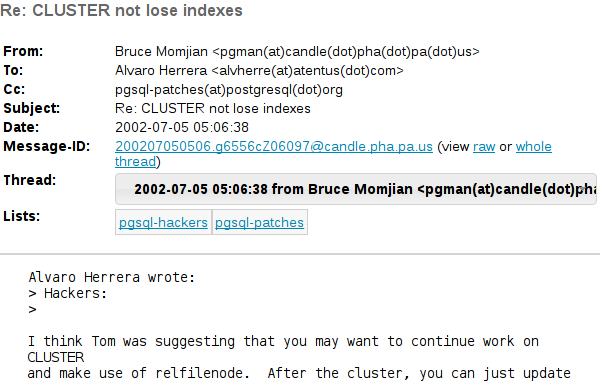 Re: CLUSTER not lose indexes
From: Bruce Momjian <pgman(at)candle(dot)pha(dot)pa(dot)us>
To: Alvaro Herrera <alvherre(at)atentus(dot)com>
Cc: pgsql-patches(at)postgresql(dot)org
Subject: Re: CLUSTER not lose indexes
Date: 2002-07-05 05:06:38
Message-ID: 200207050506.g6556cZ06097@candle.pha.pa.us (view raw or whole
thread)
Thread: 2002-07-05 05:06:38 from Bruce Momjian <pgman(at)candle(dot)pha
Lists: pgsql-hackers pgsql-patches
Alvaro Herrera wrote:
> Hackers:
>
I think Tom was suggesting that you may want to continue work on
CLUSTER
and make use of relfilenode.  After the cluster, you can just update